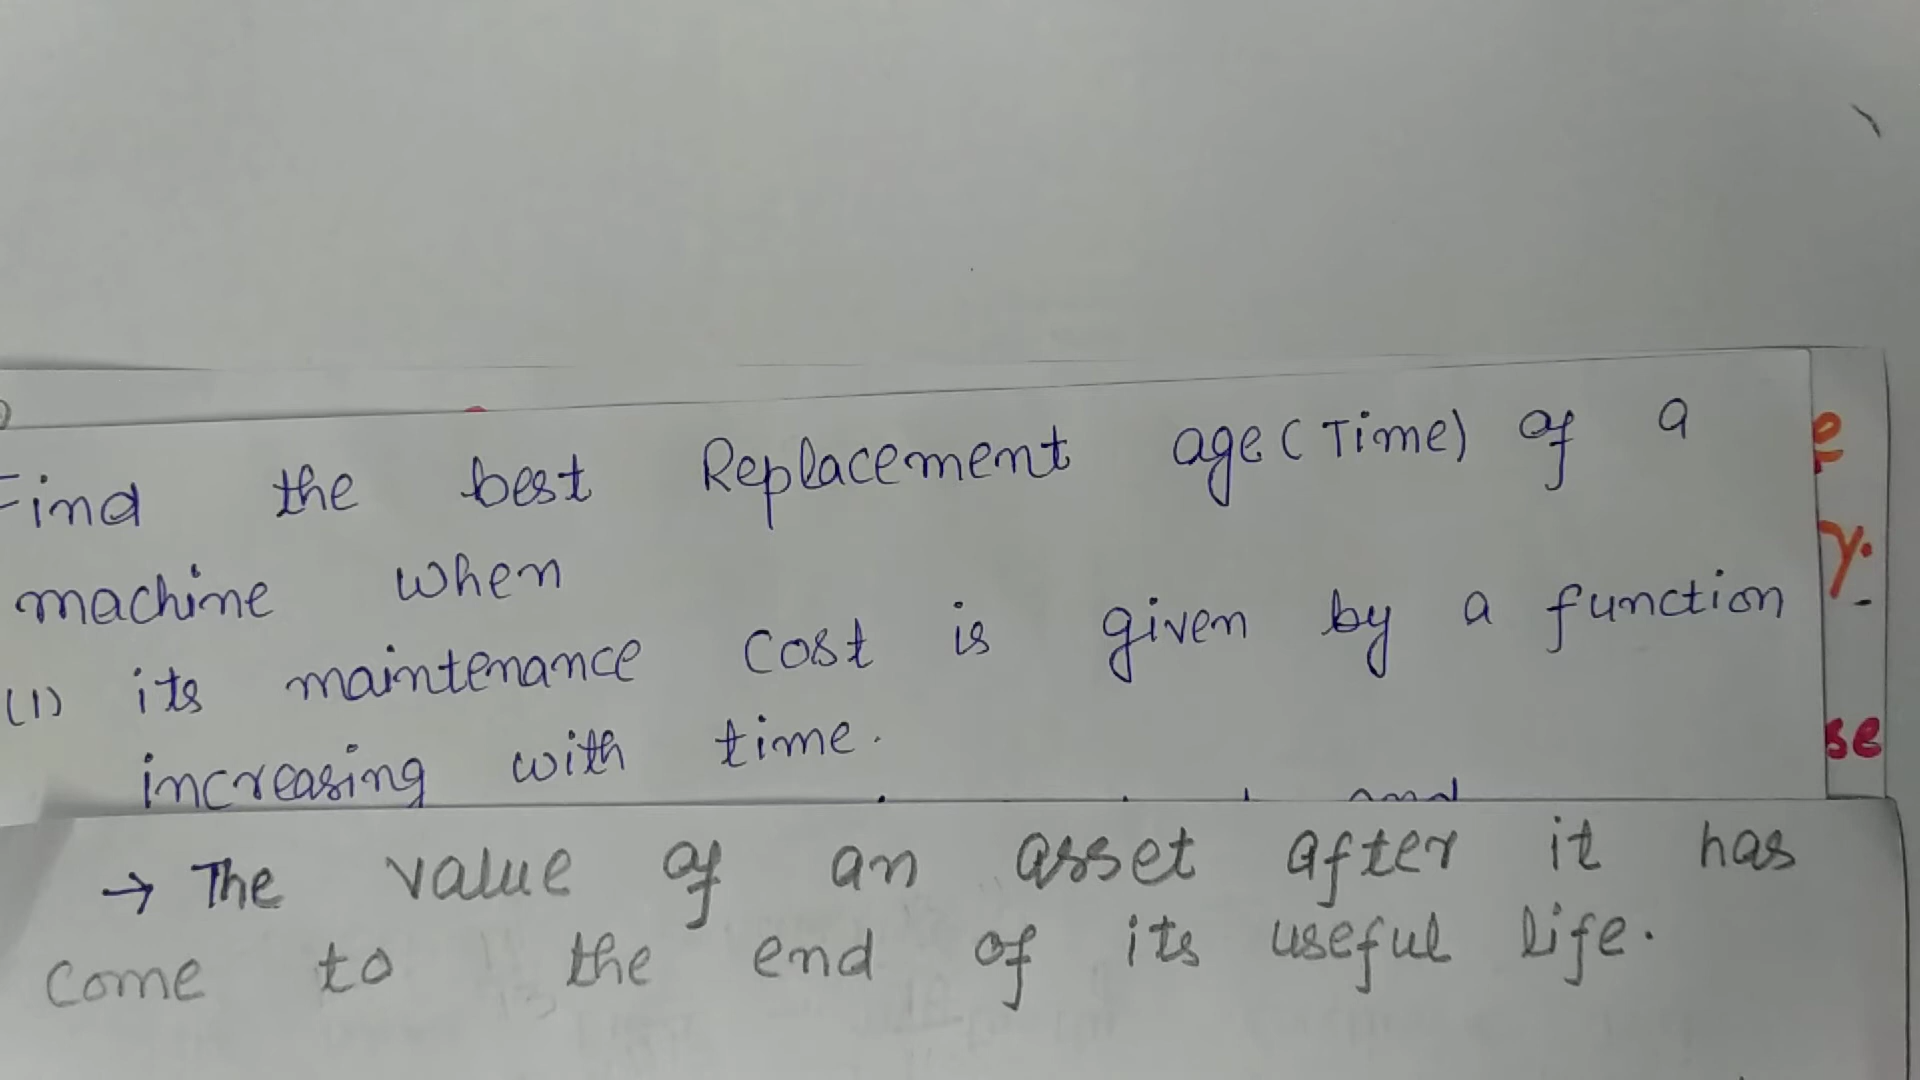 Find the best Replacement age (Time) of a
machine when
(1) its maintenance cost is given by a function
increasing with time.
→ The value of an asset after it has
come to the end of its useful life.